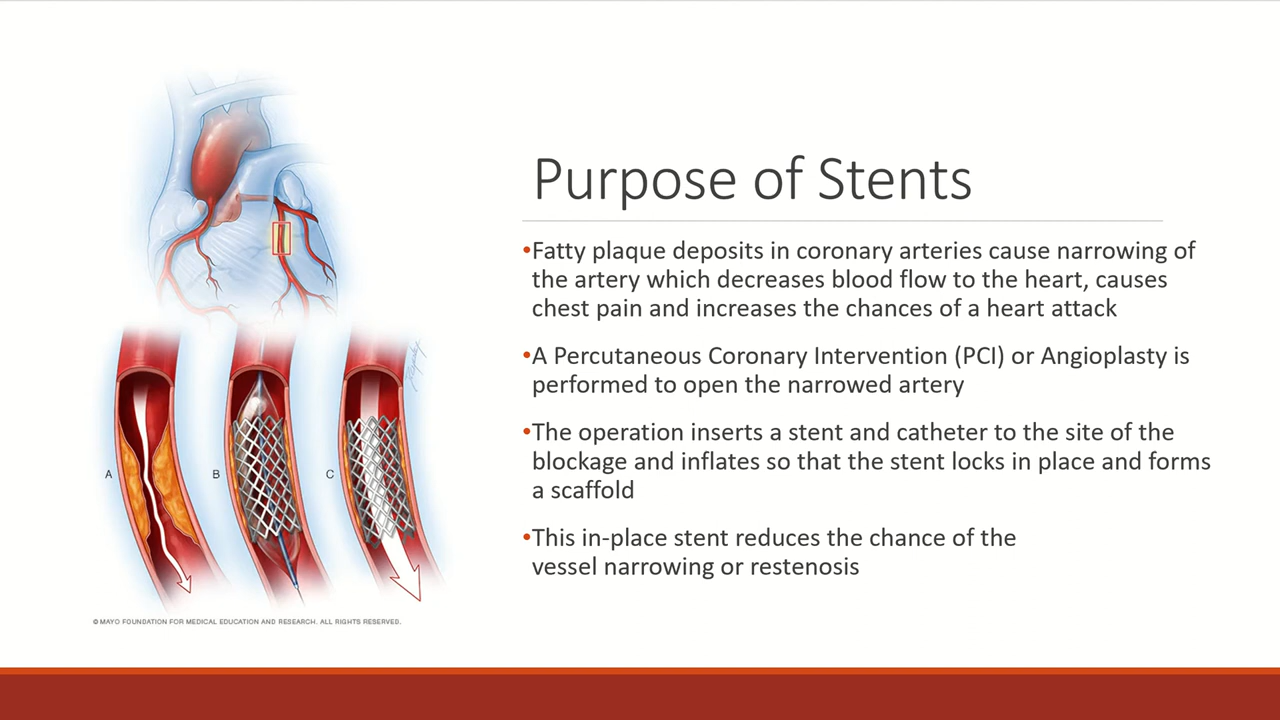 Purpose of Stents
•Fatty plaque deposits in coronary arteries cause narrowing of
the artery which decreases blood flow to the heart, causes
chest pain and increases the chances of a heart attack
•A Percutaneous Coronary Intervention (PCI) or Angioplasty is
performed to open the narrowed artery
•The operation inserts a stent and catheter to the site of the
blockage and inflates so that the stent locks in place and forms
a scaffold
•This in-place stent reduces the chance of the
vessel narrowing or restenosis
A
B
C
© MAYO FOUNDATION FOR MEDICAL EDUCATION AND RESEARCH. ALL RIGHTS RESERVED.